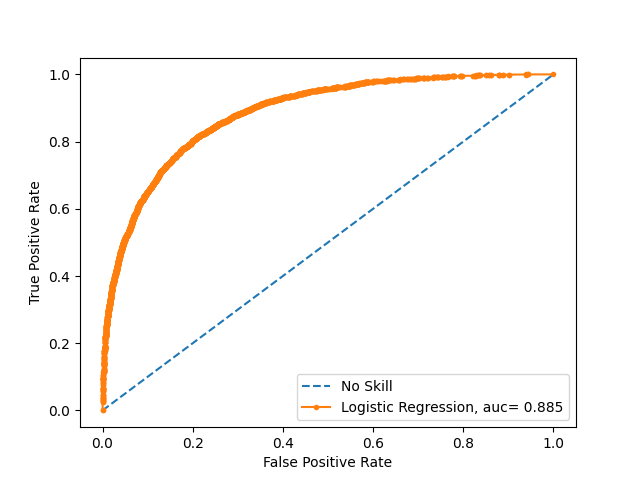 1.0
0.8
0.6
0.4
0.2
0.0
True Positive Rate
No Skill
Logistic Regression, auc= 0.885
0.0 0.2 0.4 0.6 0.8 1.0
False Positive Rate